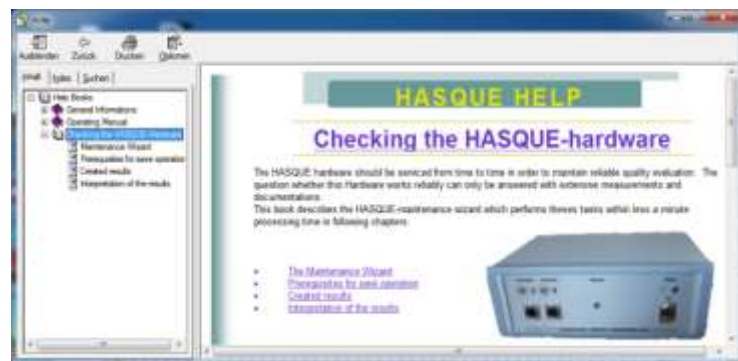 Hilfe
Ausblenden Zurück Drucken Optionen
Inhalt Index Suchen
Help Books
General Informations
Operating Manual
Checking the HASQUE-Hardware
Maintenance Wizard
Prerequisites for save operation
Created results
Interpretation of the results
HASQUE HELP
Checking the HASQUE-hardware
The HASQUE hardware should be serviced from time to time in order to maintain reliable quality evaluation. The
question whether this Hardware works reliably can only be answered with extensive measurements and
documentations.
This book describes the HASQUE-maintenance wizard which performs theses tasks within less a minute
processing time in following chapters.
The Maintenance Wizard
Prerequisites for save operation
Created results
Interpretation of the results